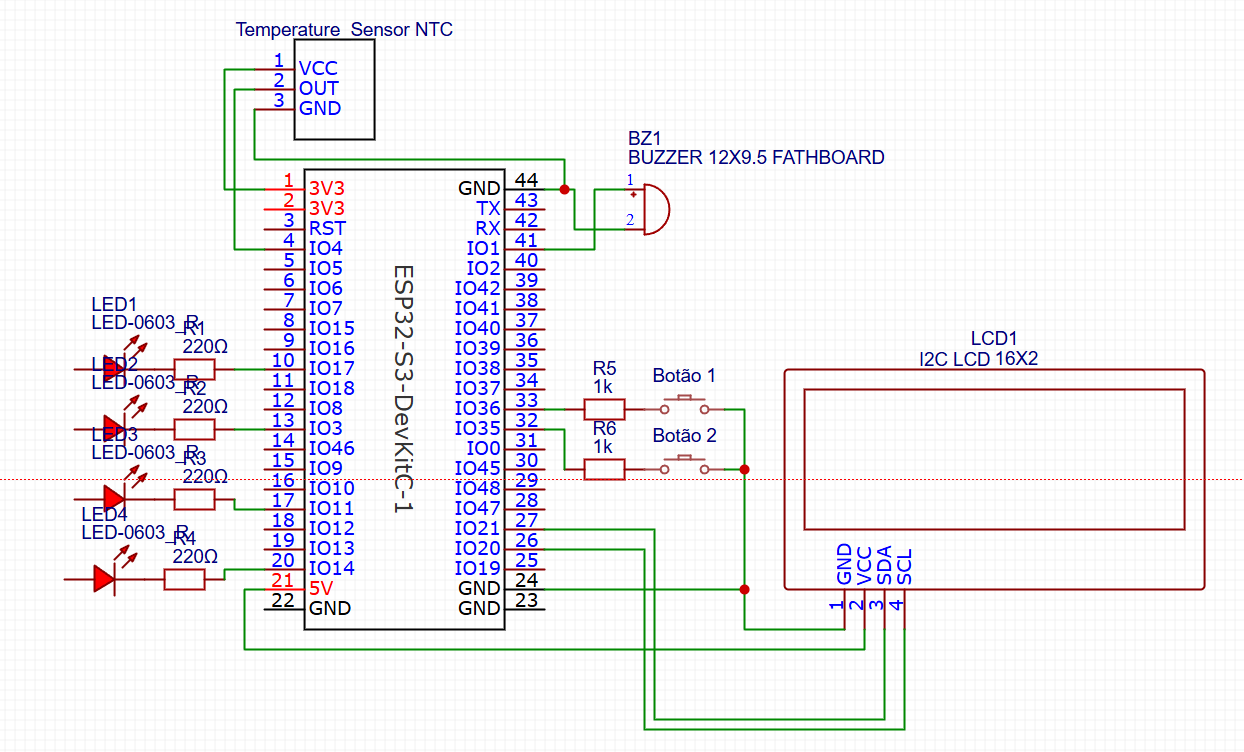 Temperature Sensor NTC
1 VCC
2 OUT
3 GND
BZ1
BUZZER 12X9.5 FATHBOARD
1
+
2
ESP32-S3-DevKitC-1
1 3V3
2 3V3
3 RST
4 IO4
5 IO5
6 IO6
7 IO7
8 IO15
9 IO16
10 IO17
11 IO18
12 IO8
13 IO3
14 IO46
15 IO9
16 IO10
17 IO11
18 IO12
19 IO13
20 IO14
21 5V
22 GND
GND 44
TX 43
RX 42
IO1 41
IO2 40
IO42 39
IO41 38
IO40 37
IO39 36
IO38 35
IO37 34
IO36 33
IO35 32
IO0 31
IO45 30
IO48 29
IO47 28
IO21 27
IO20 26
IO19 25
GND 24
GND 23
LED1
LED-0603_R
R1
220Ω
LED2
LED-0603_R
R2
220Ω
LED3
LED-0603_R
R3
220Ω
LED4
LED-0603_R
R4
220Ω
R5
1k
Botão 1
R6
1k
Botão 2
LCD1
I2C LCD 16X2
GND
VCC
SDA
SCL
1
2
3
4